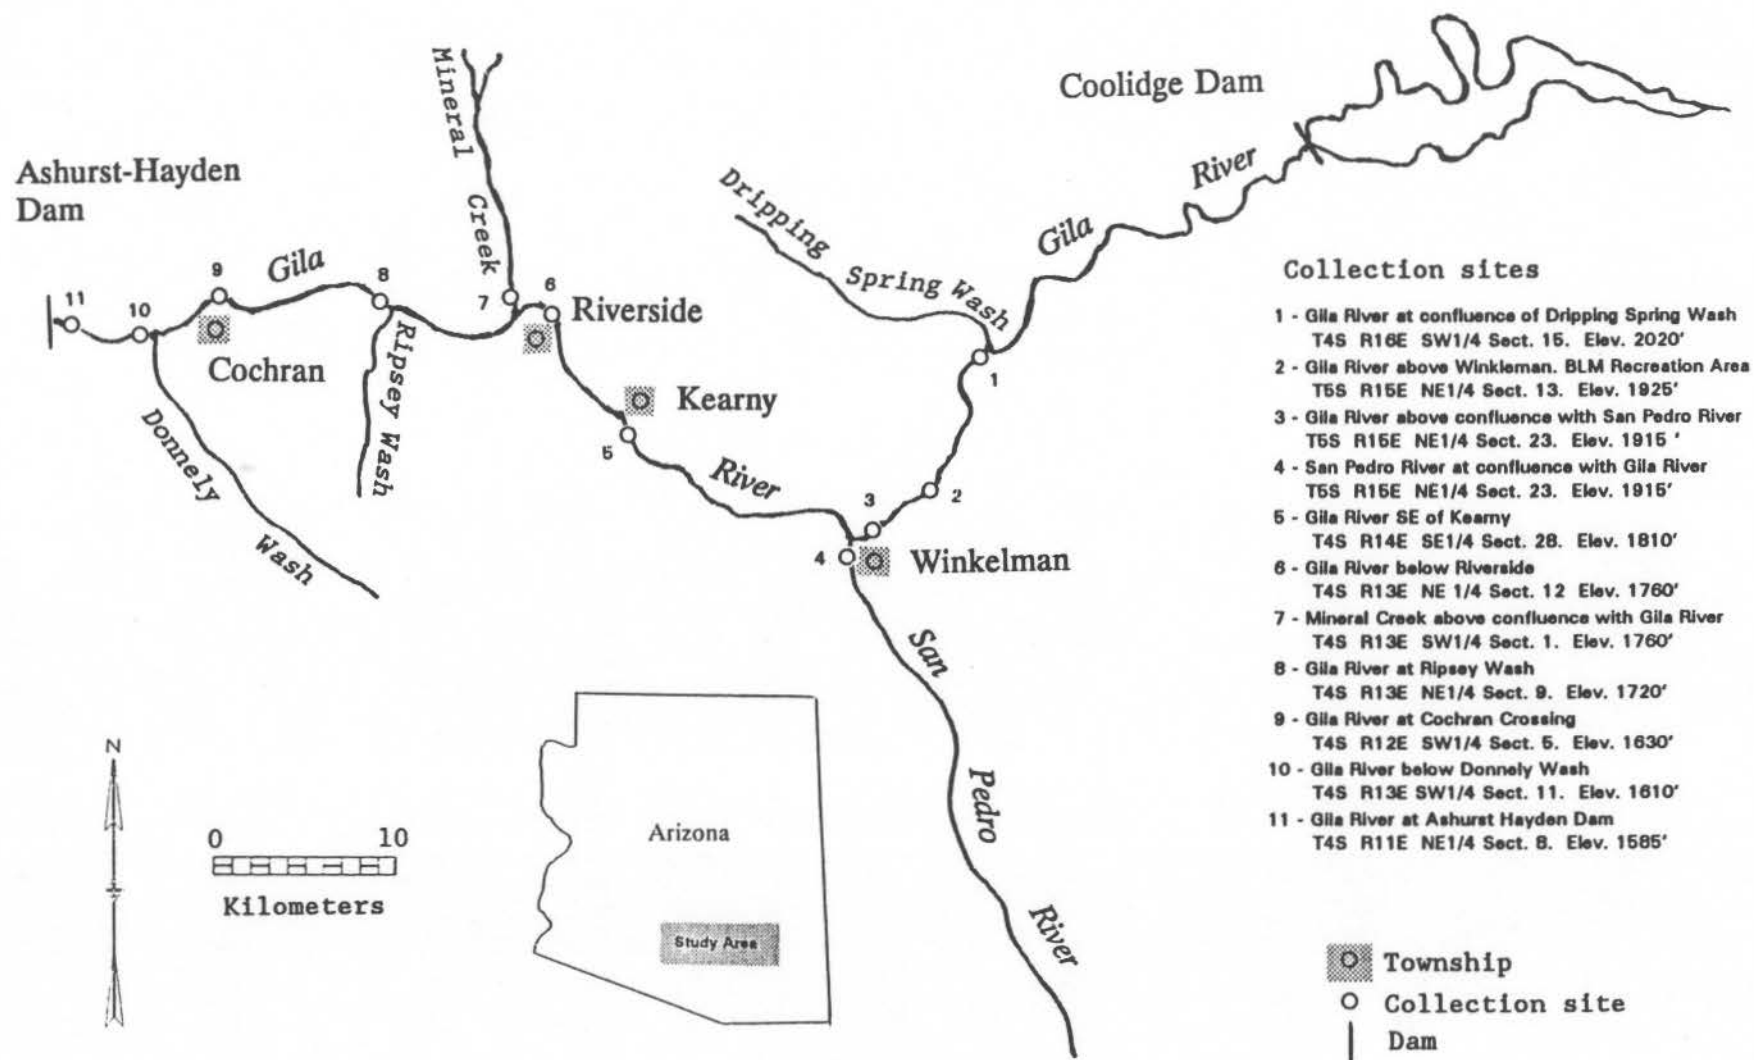 Coolidge Dam
Ashurst-Hayden
Dam
Mineral
Creek
Dripping
Spring Wash
Gila
River
Gila
River
Riverside
Kearny
Cochran
Ripsey Wash
Donnely
Wash
Winkelman
San
Pedro
River
11
10
9
8
7
6
5
4
3
2
1
Collection sites
1 - Gila River at confluence of Dripping Spring Wash
T4S R16E SW1/4 Sect. 15. Elev. 2020'
2 - Gila River above Winkleman. BLM Recreation Area
T5S R15E NE1/4 Sect. 13. Elev. 1925'
3 - Gila River above confluence with San Pedro River
T5S R15E NE1/4 Sect. 23. Elev. 1915 '
4 - San Pedro River at confluence with Gila River
T5S R15E NE1/4 Sect. 23. Elev. 1915'
5 - Gila River SE of Kearny
T4S R14E SE1/4 Sect. 28. Elev. 1810'
6 - Gila River below Riverside
T4S R13E NE 1/4 Sect. 12 Elev. 1760'
7 - Mineral Creek above confluence with Gila River
T4S R13E SW1/4 Sect. 1. Elev. 1760'
8 - Gila River at Ripsey Wash
T4S R13E NE1/4 Sect. 9. Elev. 1720'
9 - Gila River at Cochran Crossing
T4S R12E SW1/4 Sect. 5. Elev. 1630'
10 - Gila River below Donnely Wash
T4S R13E SW1/4 Sect. 11. Elev. 1610'
11 - Gila River at Ashurst Hayden Dam
T4S R11E NE1/4 Sect. 8. Elev. 1585'
N
0 10
Kilometers
Arizona
Study Area
Township
Collection site
Dam